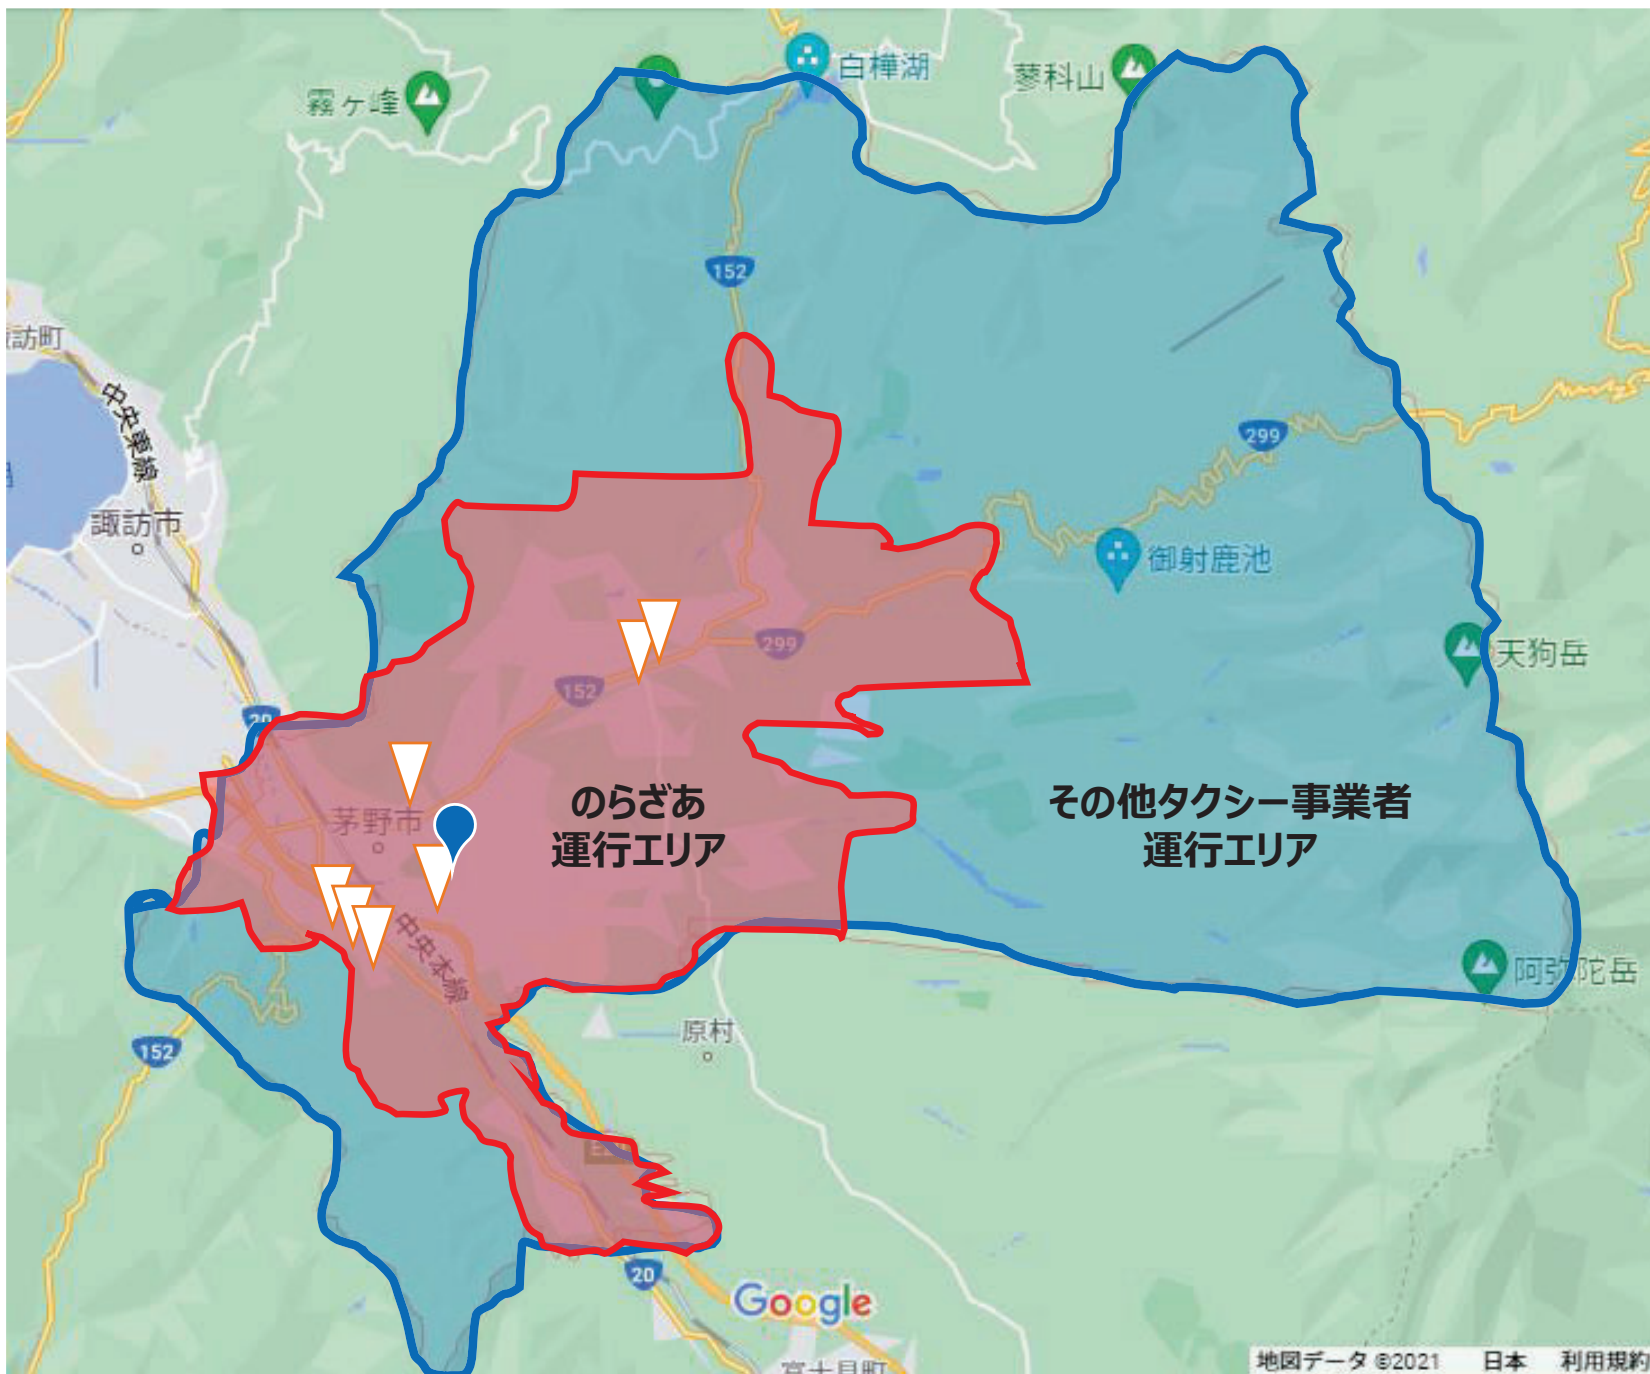 白樺湖
蓼科山
霧ヶ峰
152
訪町
中央東線
299
諏訪市
御射鹿池
299
天狗岳
152
20
のらざあ
運行エリア
その他タクシー事業者
運行エリア
茅野市
中央本線
阿弥陀岳
原村
152
20
Google
富士見町
地図データ ©2021 日本 利用規約